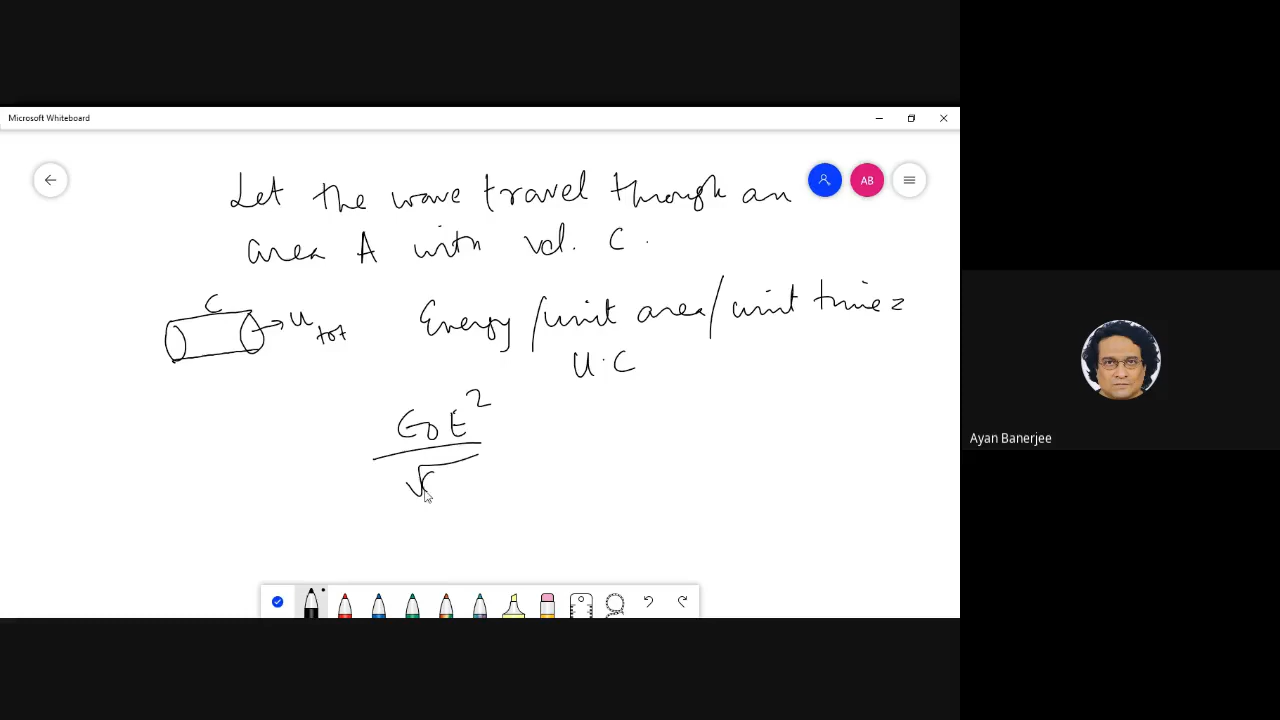 Microsoft Whiteboard
AB
Let the wave travel through an
area A with vel. C.
C
U tot
Energy/unit area/unit time =
U·C
ϵ₀E²
√ϵ
Ayan Banerjee